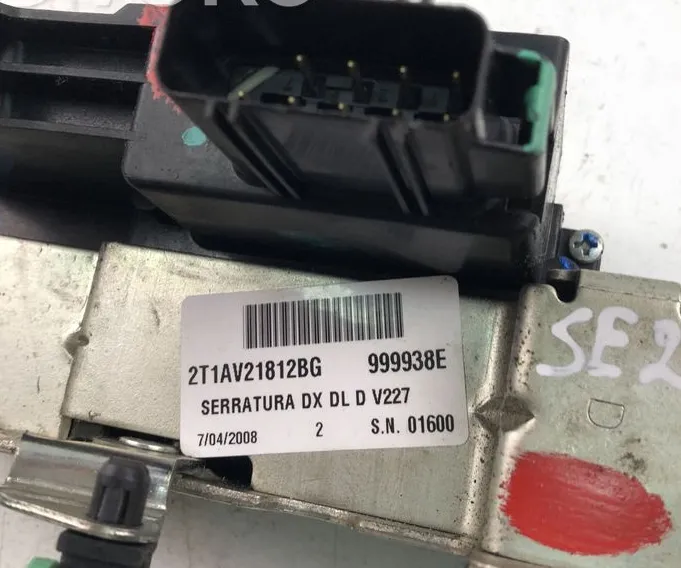 2T1AV21812BG 999938E
SERRATURA DX DL D V227
7/04/2008 2 S.N. 01600
SE2
D